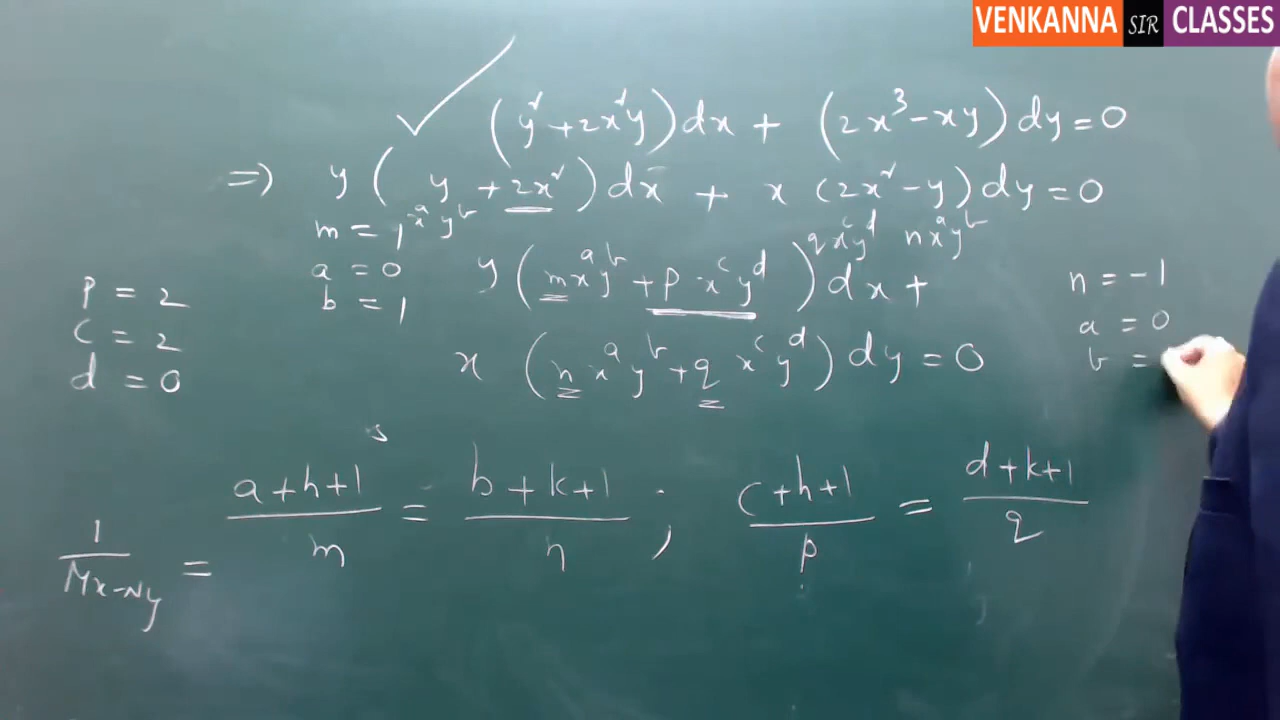 VENKANNA SIR CLASSES
(y² + 2x²y) dx + (2x³ - xy) dy = 0
⇒ y ( y + 2x² ) dx + x (2x² - y) dy = 0
m = 1 xᵃ yᵇ
q xᶜ yᵈ n xᵃ yᵇ
a = 0
b = 1
y ( m xᵃ yᵇ + p · xᶜ yᵈ ) dx +
x ( n xᵃ yᵇ + q xᶜ yᵈ ) dy = 0
p = 2
c = 2
d = 0
n = -1
a = 0
b =
(a+h+1)/m = (b+k+1)/n ; (c+h+1)/p = (d+k+1)/q
1/(Mx-Ny) =